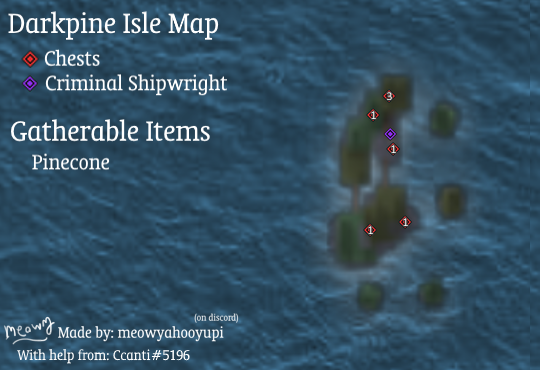 Darkpine Isle Map
Chests
Criminal Shipwright
Gatherable Items
Pinecone
3
1
1
1
1
(on discord)
meowy Made by: meowyahooyupi
With help from: Ccanti#5196